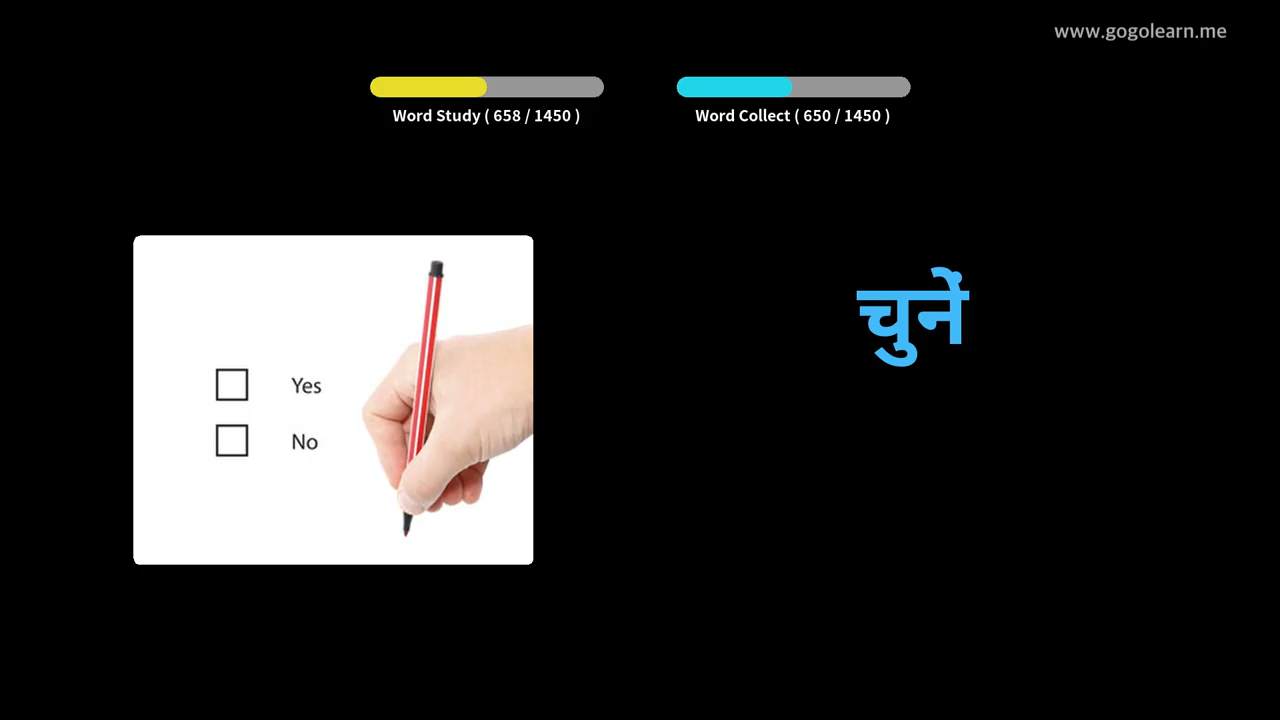 www.gogolearn.me
Word Study ( 658 / 1450 )
Word Collect ( 650 / 1450 )
Yes
No
चुनें